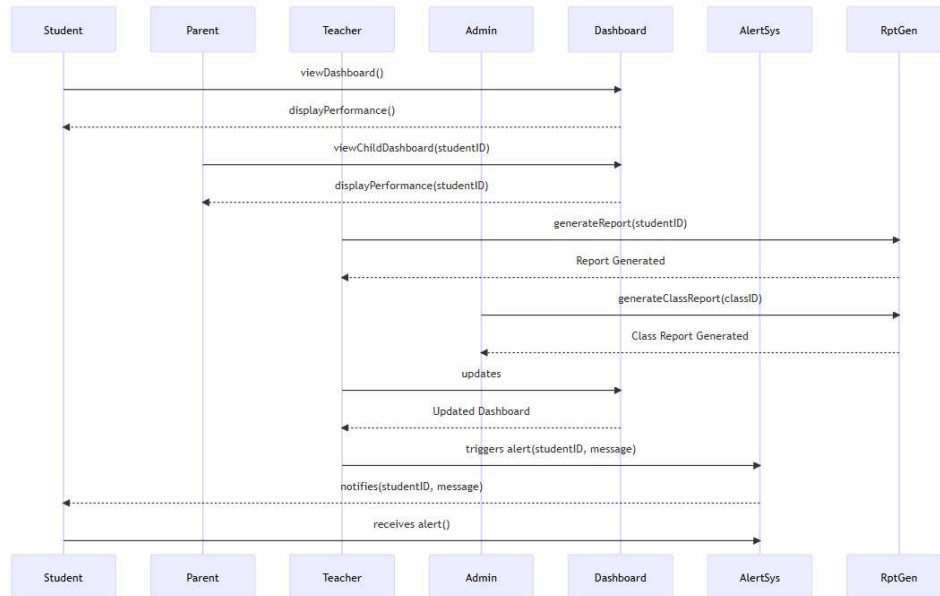 Student Parent Teacher Admin Dashboard AlertSys RptGen
viewDashboard()
displayPerformance()
viewChildDashboard(studentID)
displayPerformance(studentID)
generateReport(studentID)
Report Generated
generateClassReport(classID)
Class Report Generated
updates
Updated Dashboard
triggers alert(studentID, message)
notifies(studentID, message)
receives alert()
Student Parent Teacher Admin Dashboard AlertSys RptGen